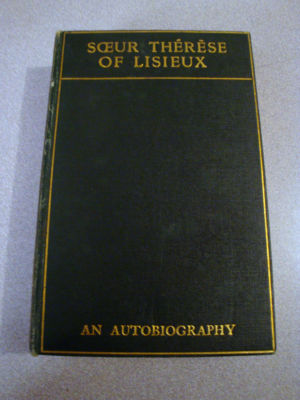 SŒUR THÉRÈSE
OF LISIEUX
AN AUTOBIOGRAPHY